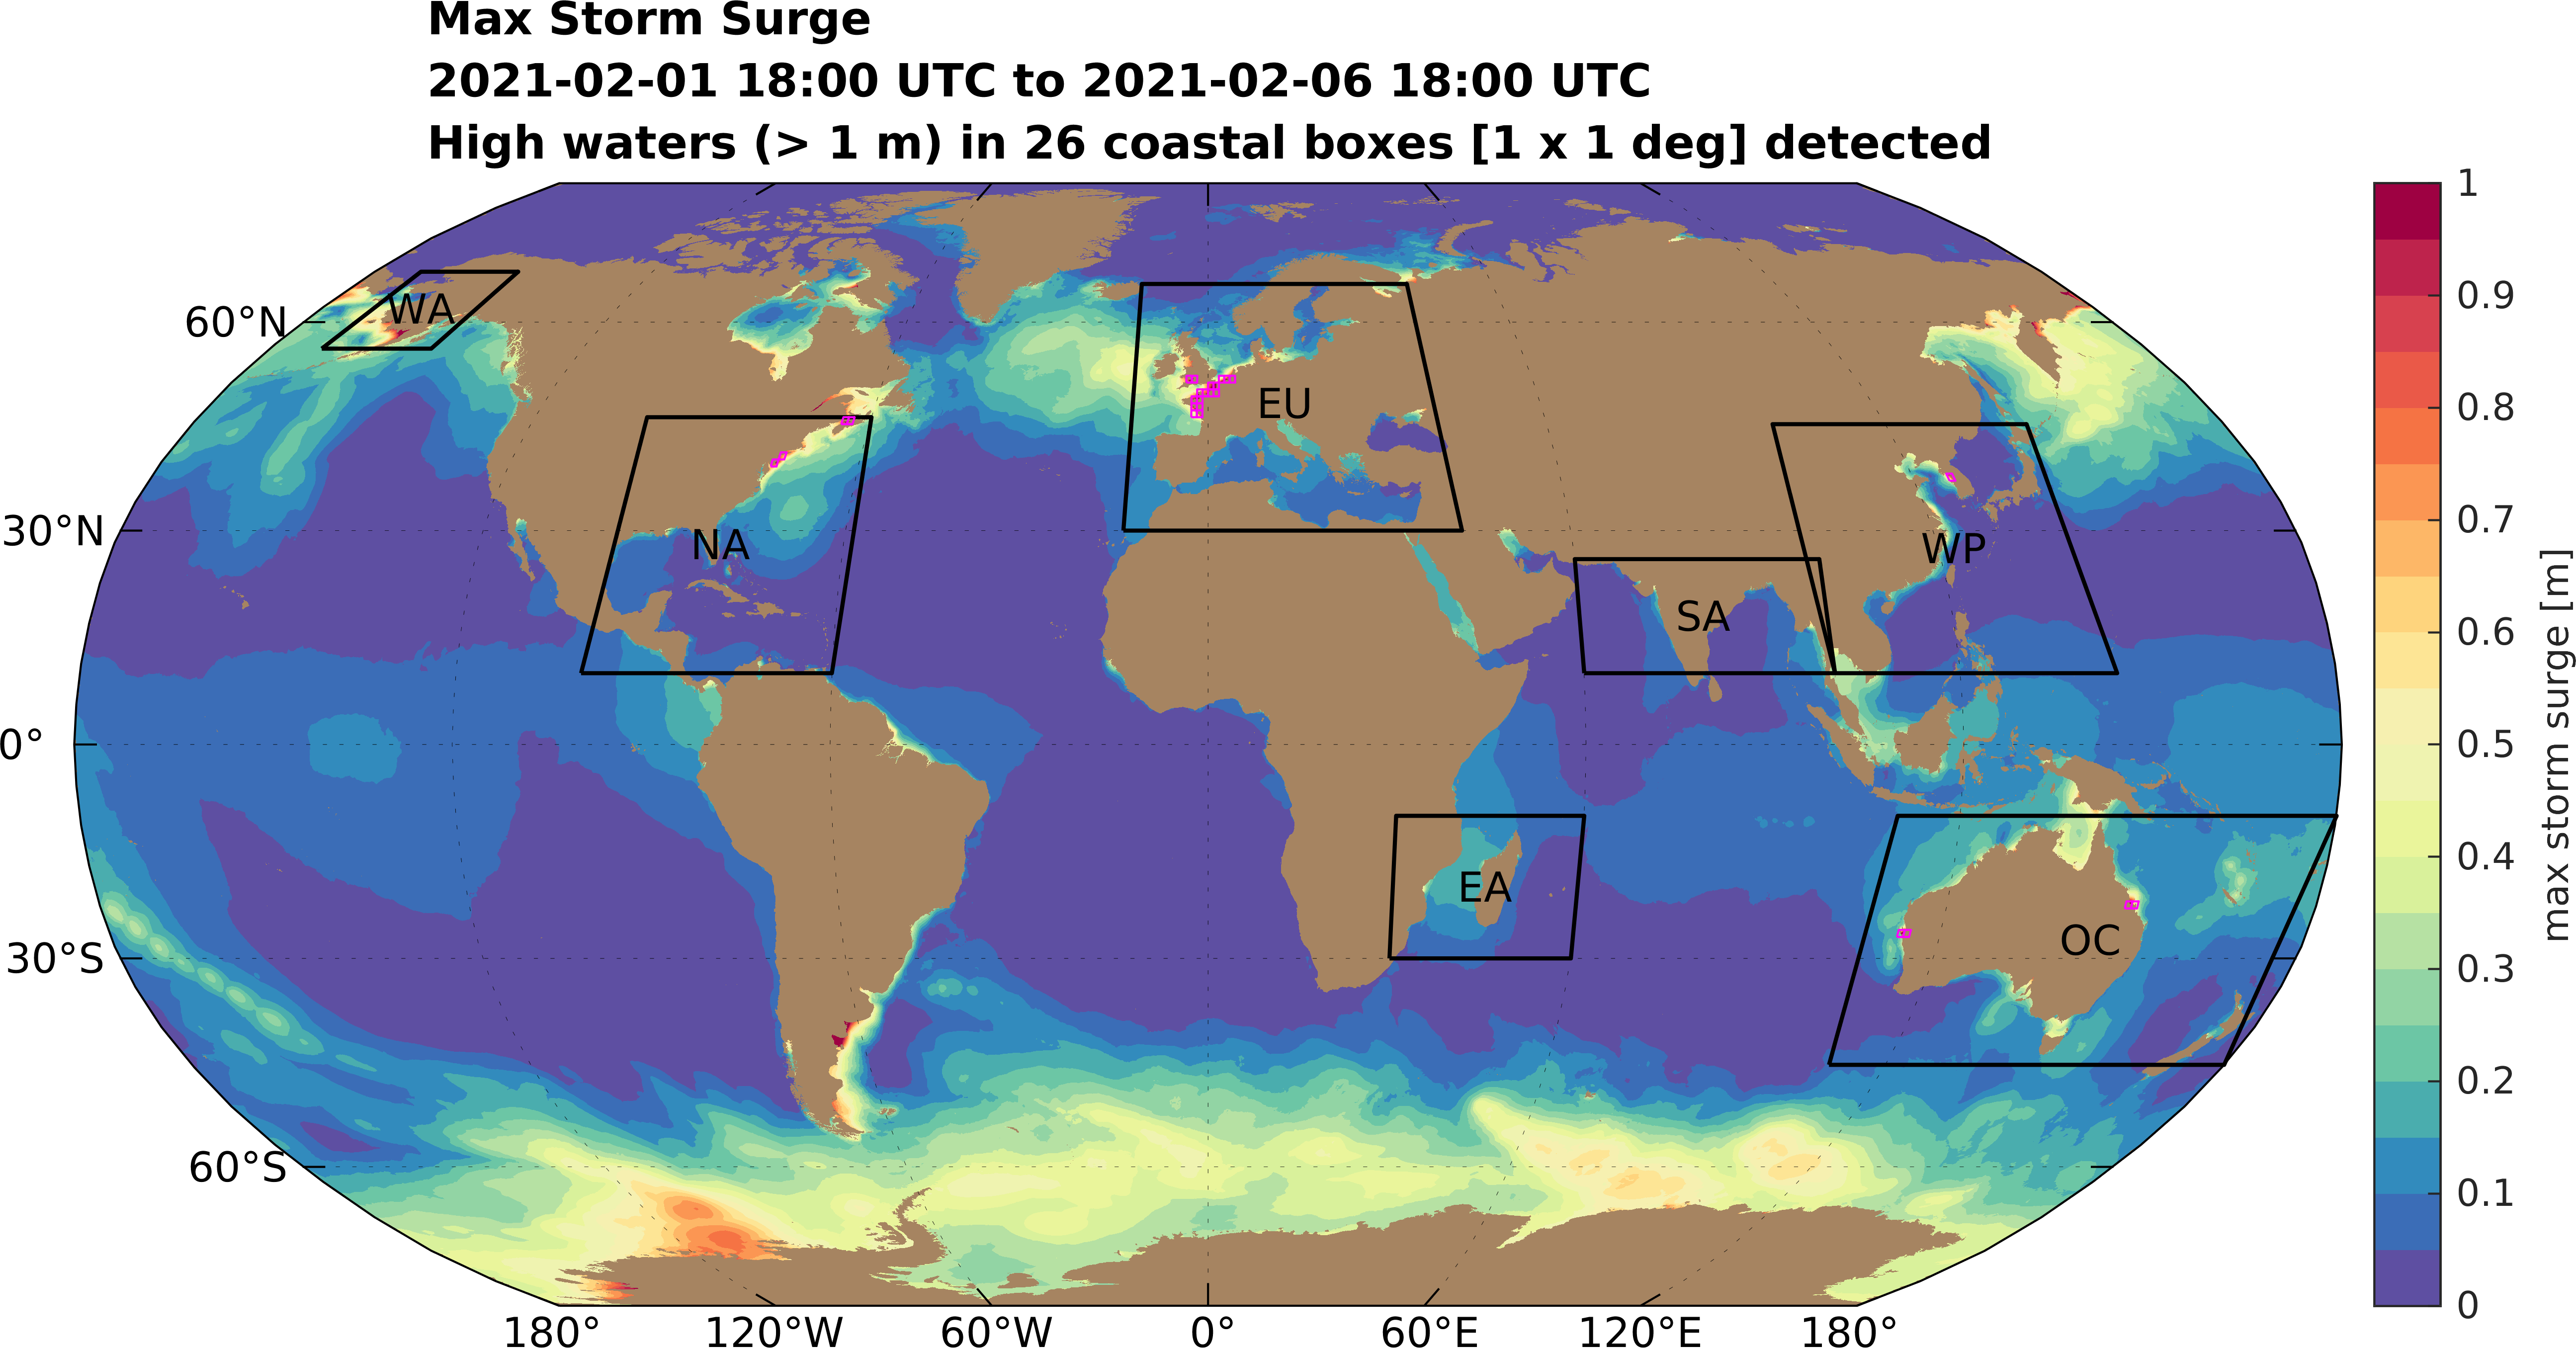 Max Storm Surge
2021-02-01 18:00 UTC to 2021-02-06 18:00 UTC
High waters (> 1 m) in 26 coastal boxes [1 x 1 deg] detected
60°N
30°N
0°
30°S
60°S
180°
120°W
60°W
0°
60°E
120°E
180°
WA
EU
NA
WP
SA
EA
OC
1
0.9
0.8
0.7
0.6
0.5
0.4
0.3
0.2
0.1
0
max storm surge [m]